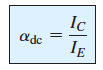 α_dc = I_C / I_E